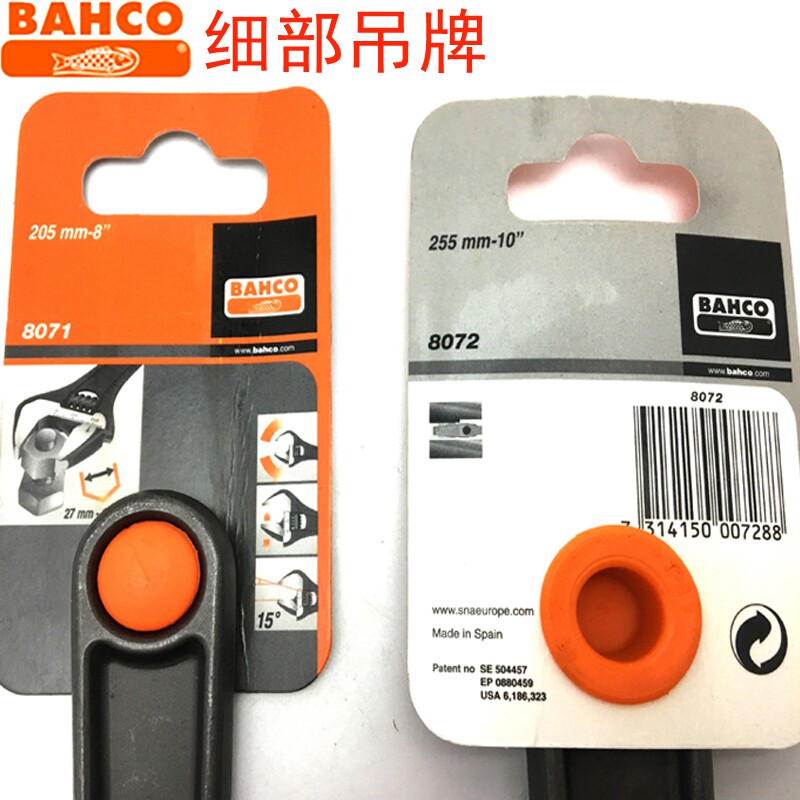 BAHCO
细部吊牌
205 mm-8”
BAHCO
8071
www.bahco.com
27 mm-
15°
255 mm-10”
BAHCO
8072
www.bahco.com
8072
7 314150 007288
www.snaeurope.com
Made in Spain
Patent no SE 504457
EP 0880459
USA 6,186,323